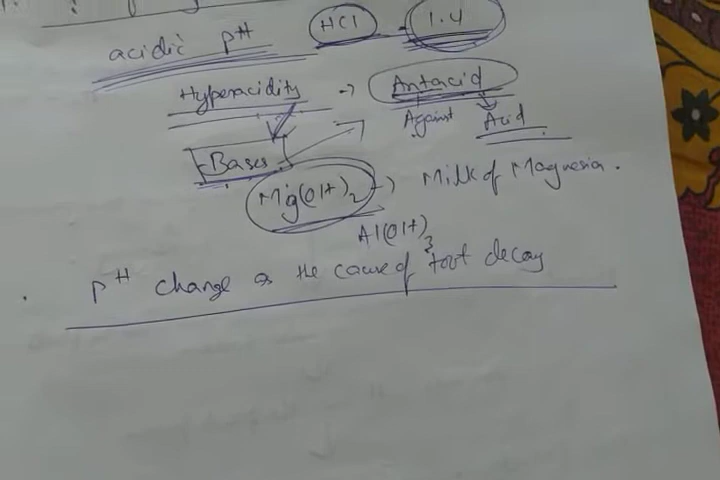 acidic pH HCl - 1.4
Hyperacidity → Antacid
Against Acid
Bases
Mg(OH)2 → Milk of Magnesia.
Al(OH)3
pH change as the cause of toot decay